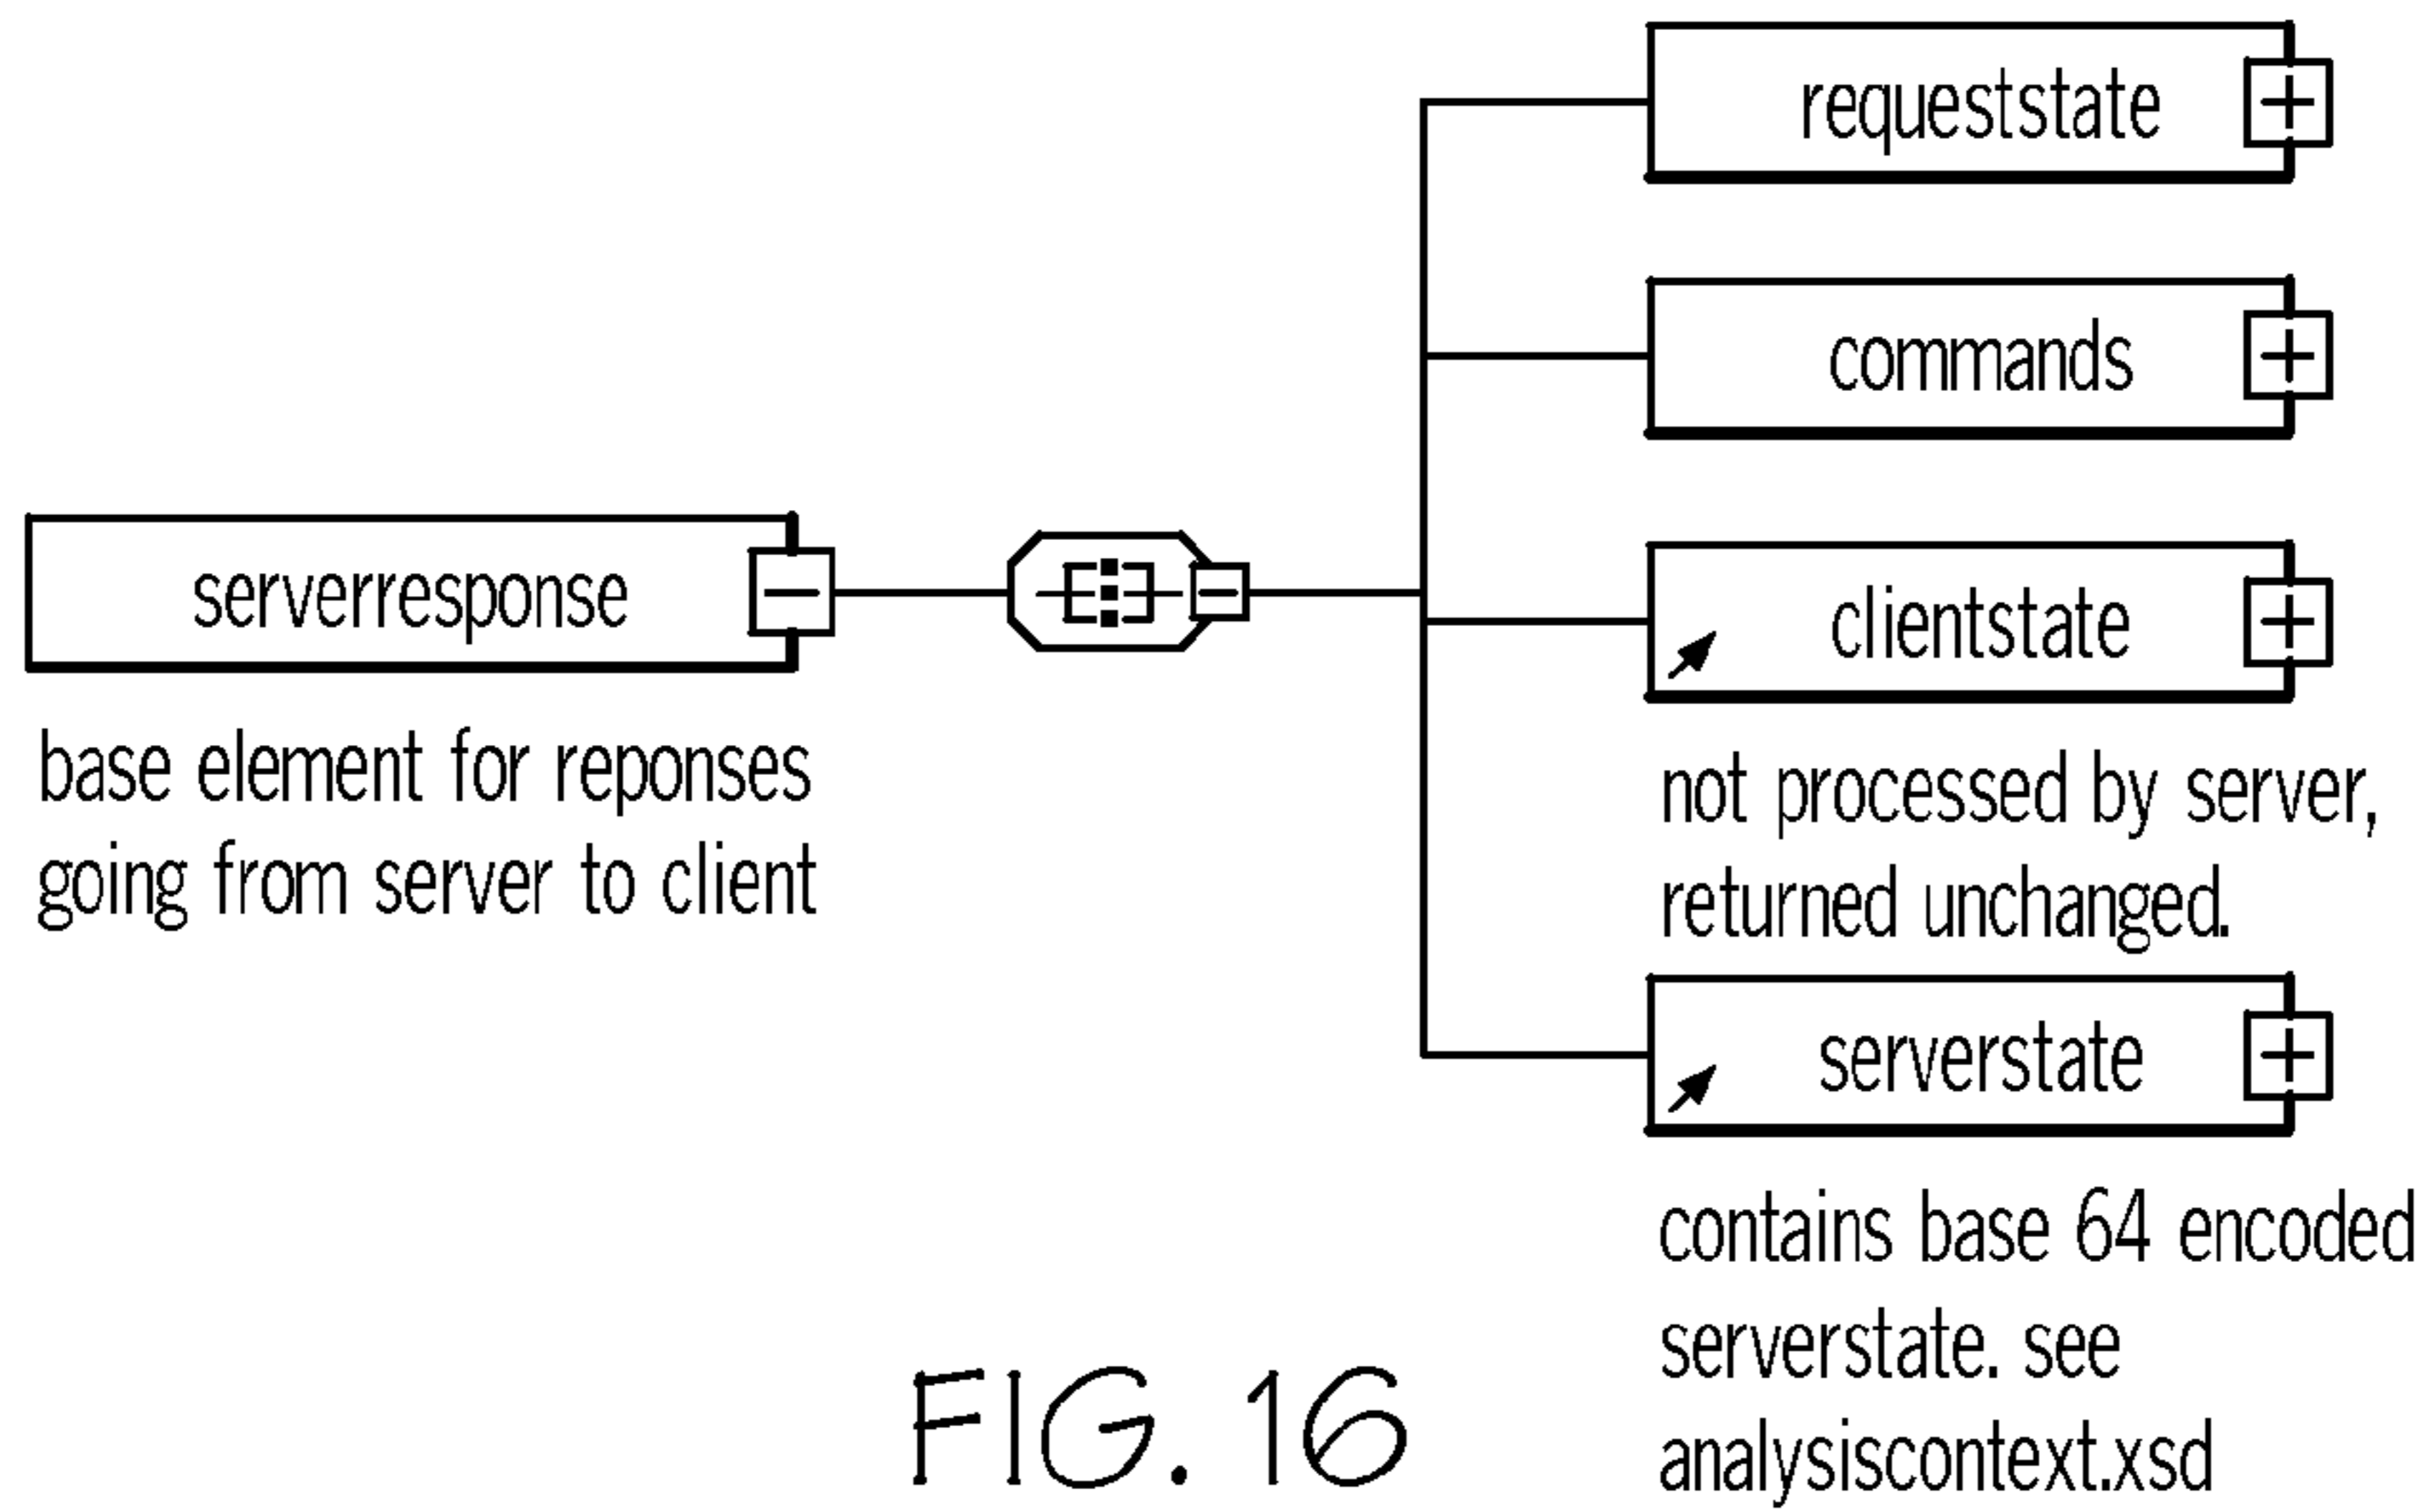 requeststate
commands
serverresponse
base element for reponses
going from server to client
clientstate
not processed by server,
returned unchanged.
serverstate
contains base 64 encoded
serverstate. see
analysiscontext.xsd
FIG. 16